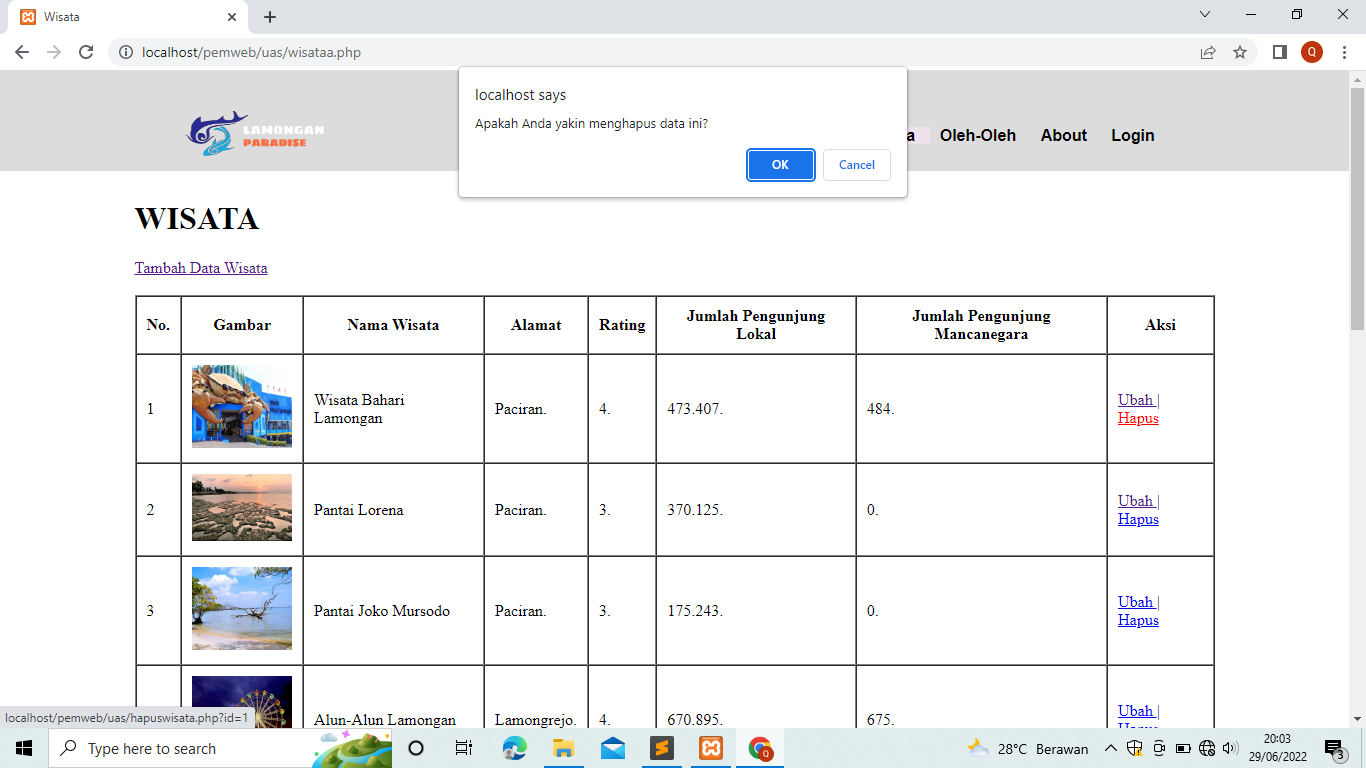 Wisata
localhost/pemweb/uas/wisataa.php
Q
localhost says
Apakah Anda yakin menghapus data ini?
OK
Cancel
LAMONGAN
PARADISE
a
Oleh-Oleh
About
Login
WISATA
Tambah Data Wisata
No.
Gambar
Nama Wisata
Alamat
Rating
Jumlah Pengunjung
Lokal
Jumlah Pengunjung
Mancanegara
Aksi
1
Wisata Bahari
Lamongan
Paciran.
4.
473.407.
484.
Ubah |
Hapus
2
Pantai Lorena
Paciran.
3.
370.125.
0.
Ubah |
Hapus
3
Pantai Joko Mursodo
Paciran.
3.
175.243.
0.
Ubah |
Hapus
Alun-Alun Lamongan
Lamongrejo.
4.
670.895.
675.
Ubah |
Hapus
localhost/pemweb/uas/hapuswisata.php?id=1
Type here to search
Q
28°C Berawan
20:03
29/06/2022
3